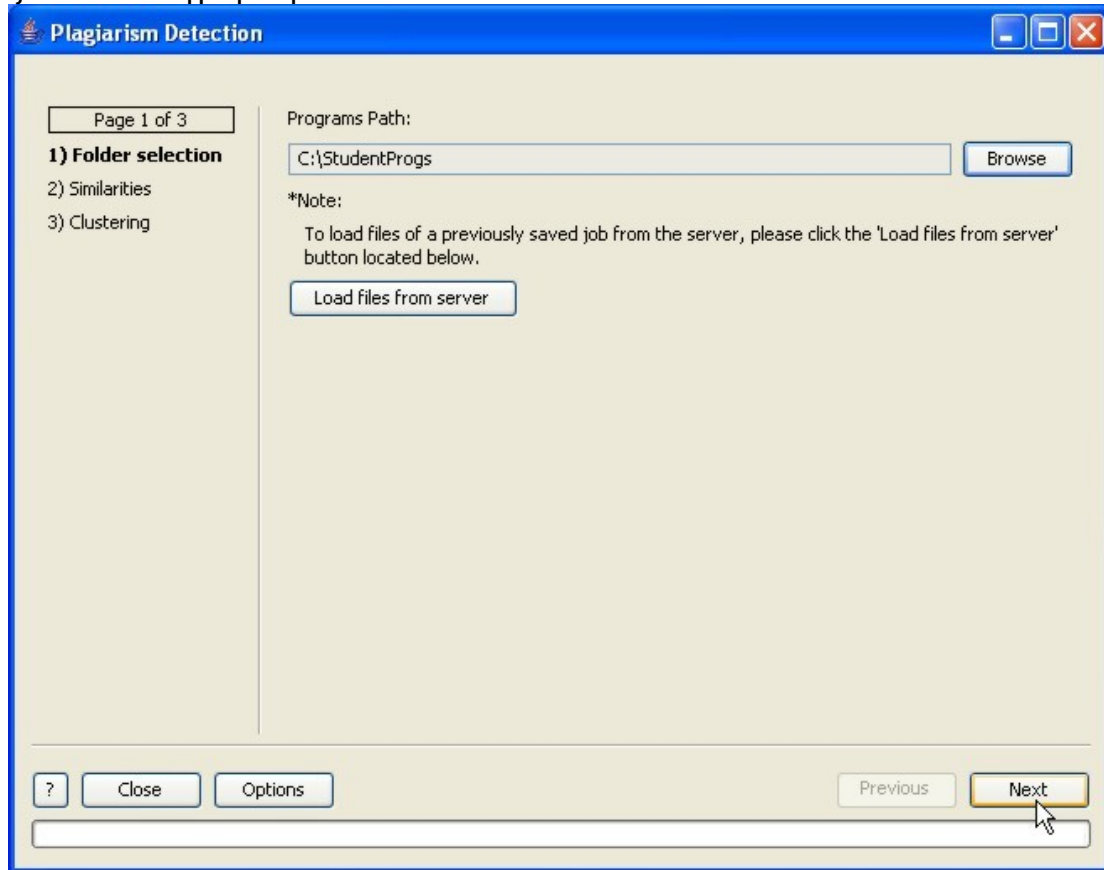 Plagiarism Detection
Page 1 of 3
1) Folder selection
2) Similarities
3) Clustering
Programs Path:
C:\StudentProgs
Browse
*Note:
To load files of a previously saved job from the server, please click the 'Load files from server'
button located below.
Load files from server
?
Close
Options
Previous
Next